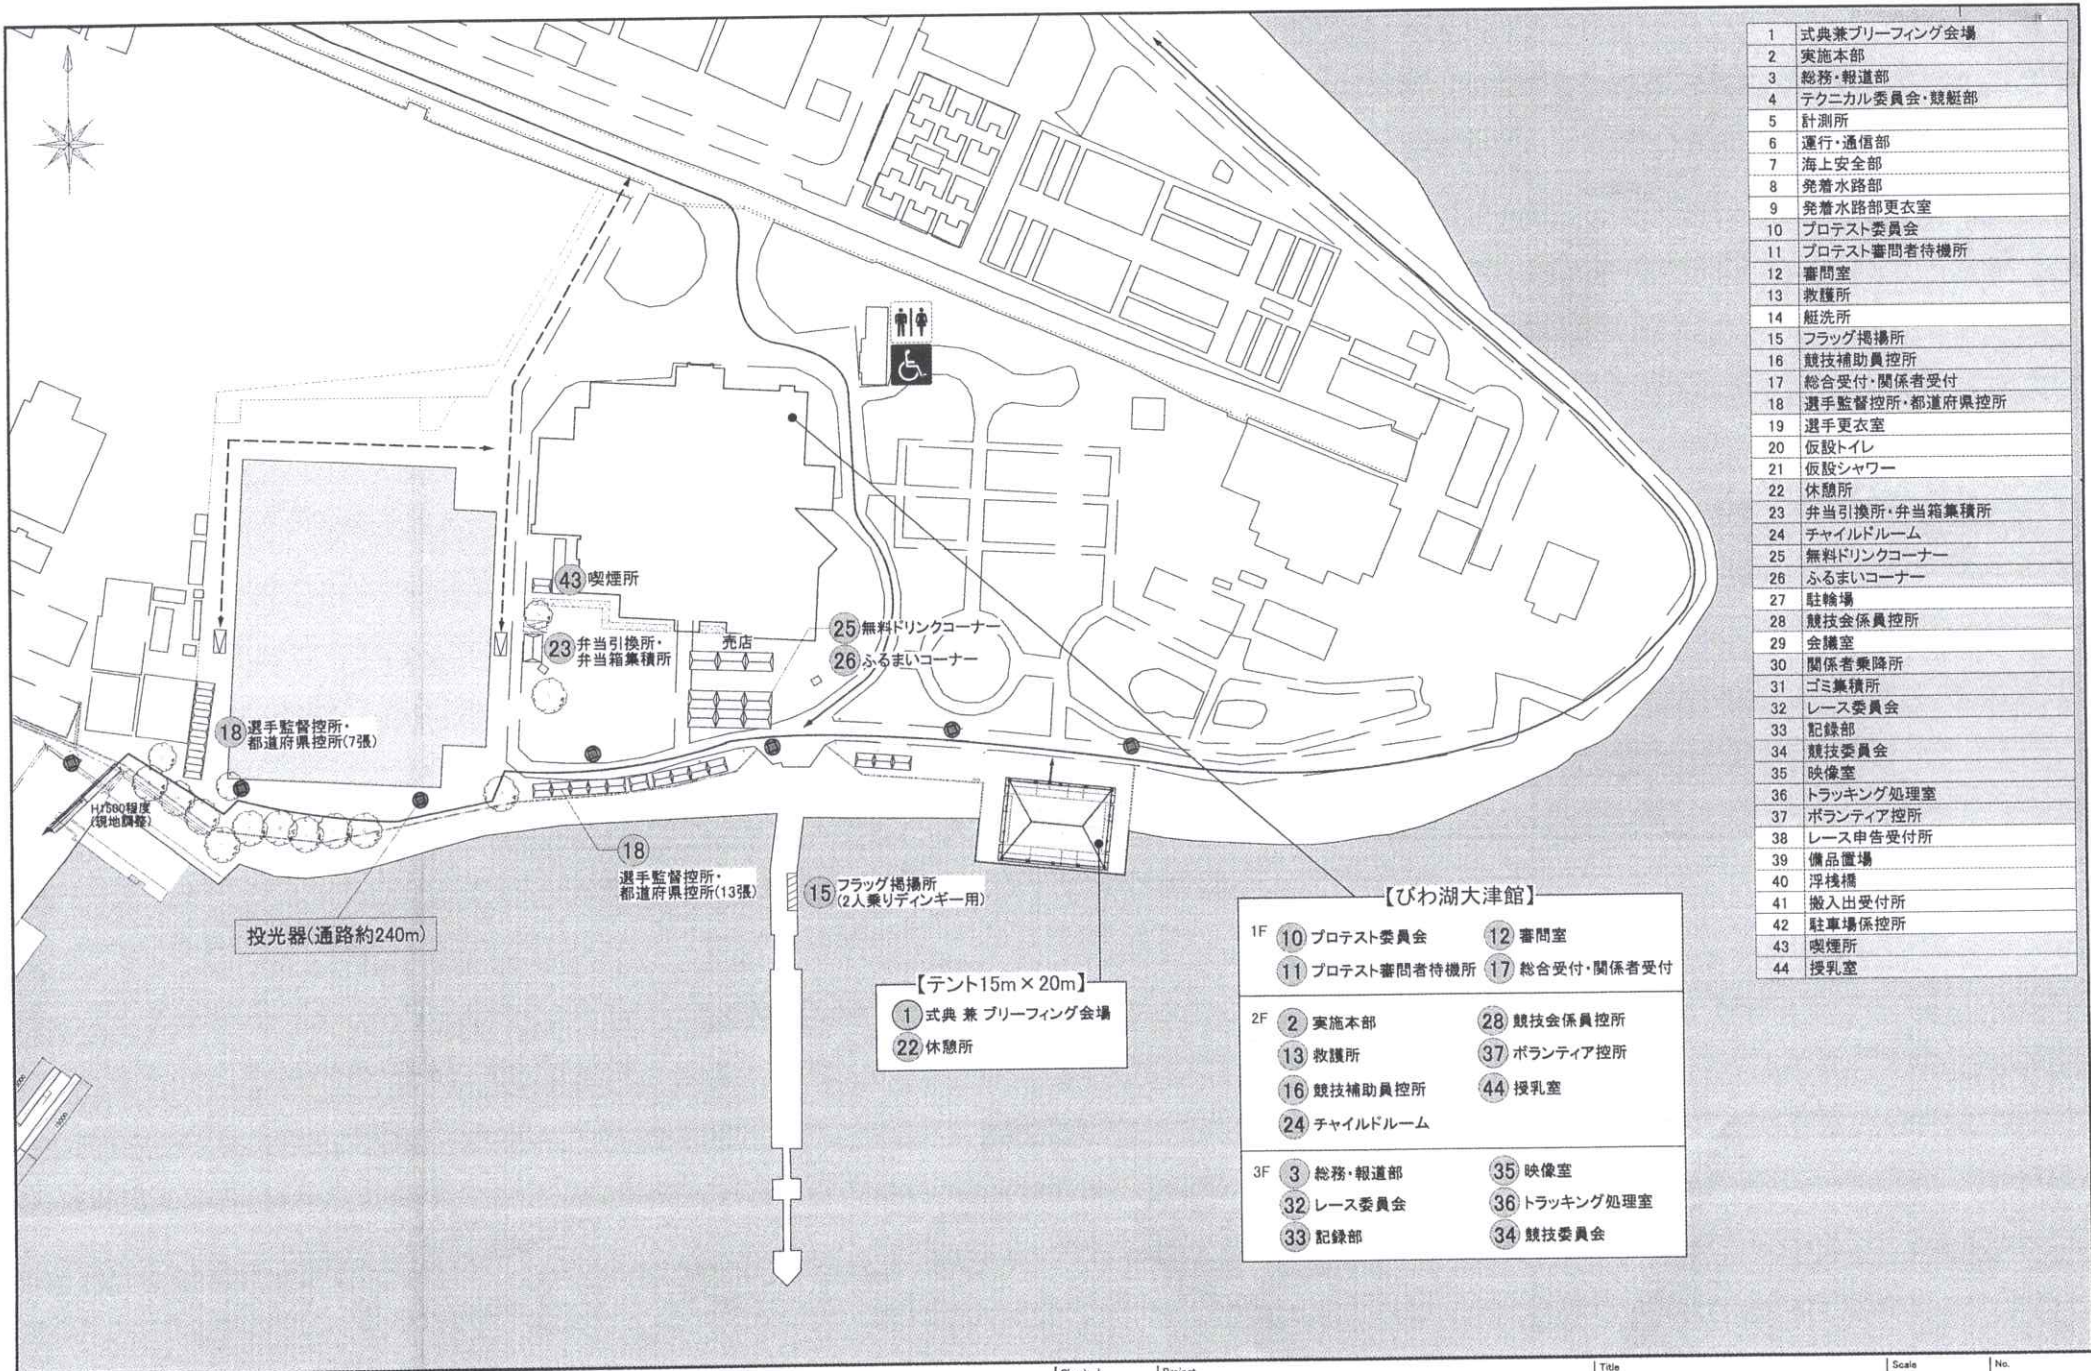 1 式典兼ブリーフィング会場
2 実施本部
3 総務・報道部
4 テクニカル委員会・競艇部
5 計測所
6 運行・通信部
7 海上安全部
8 発着水路部
9 発着水路部更衣室
10 プロテスト委員会
11 プロテスト審問者待機所
12 審問室
13 救護所
14 艇洗所
15 フラッグ掲揚所
16 競技補助員控所
17 総合受付・関係者受付
18 選手監督控所・都道府県控所
19 選手更衣室
20 仮設トイレ
21 仮設シャワー
22 休憩所
23 弁当引換所・弁当箱集積所
24 チャイルドルーム
25 無料ドリンクコーナー
26 ふるまいコーナー
27 駐輪場
28 競技会係員控所
29 会議室
30 関係者乗降所
31 ゴミ集積所
32 レース委員会
33 記録部
34 競技委員会
35 映像室
36 トラッキング処理室
37 ボランティア控所
38 レース申告受付所
39 備品置場
40 浮桟橋
41 搬入出受付所
42 駐車場係控所
43 喫煙所
44 授乳室
43 喫煙所
23 弁当引換所・
弁当箱集積所
売店
25 無料ドリンクコーナー
26 ふるまいコーナー
18 選手監督控所・
都道府県控所(7張)
H1500程度
(現地調整)
18
選手監督控所・
都道府県控所(13張)
15 フラッグ掲揚所
(2人乗りディンギー用)
投光器(通路約240m)
【テント15m×20m】
1 式典 兼 ブリーフィング会場
22 休憩所
【びわ湖大津館】
1F 10 プロテスト委員会 12 審問室
11 プロテスト審問者待機所 17 総合受付・関係者受付
2F 2 実施本部 28 競技会係員控所
13 救護所 37 ボランティア控所
16 競技補助員控所 44 授乳室
24 チャイルドルーム
3F 3 総務・報道部 35 映像室
32 レース委員会 36 トラッキング処理室
33 記録部 34 競技委員会
Project Title Scale No.